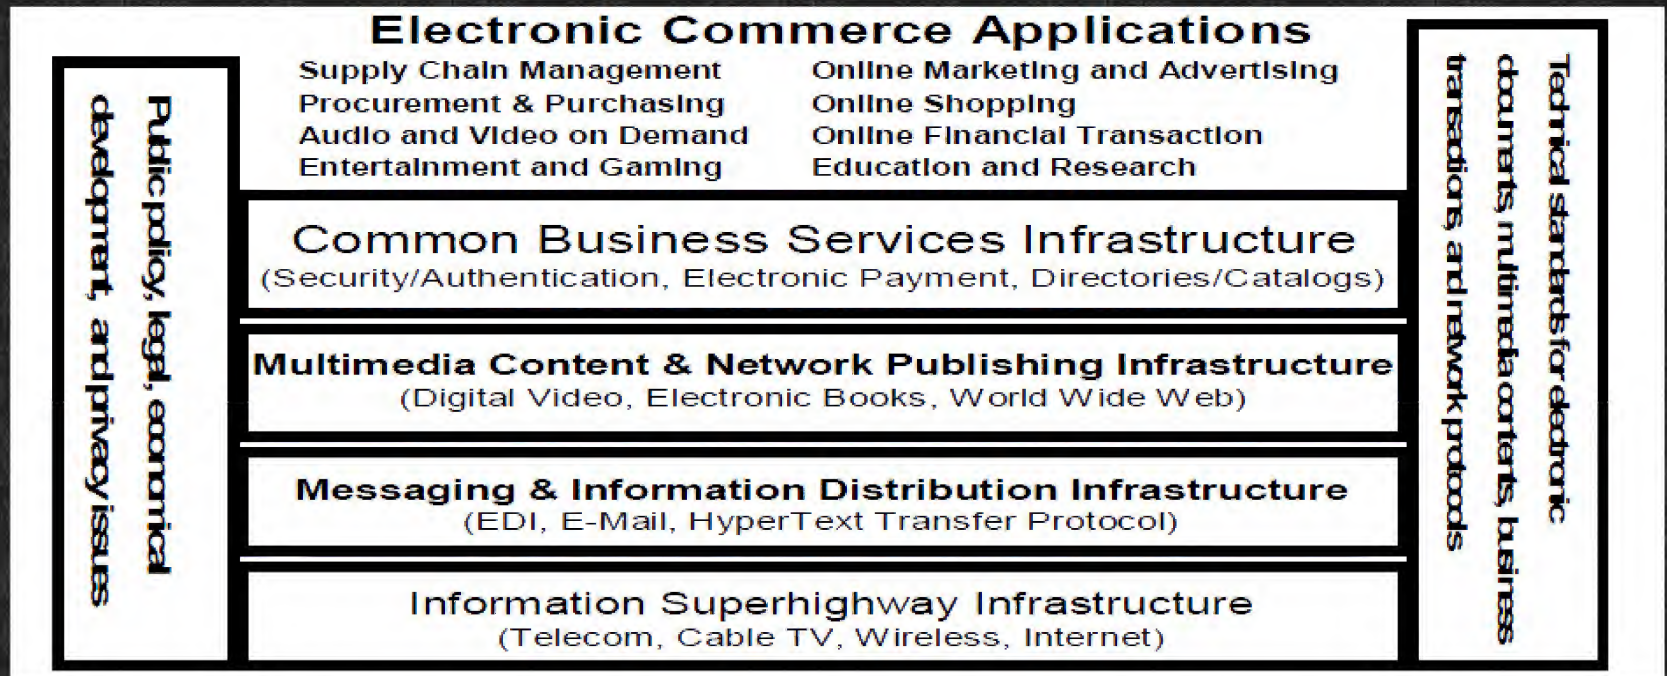 Electronic Commerce Applications
Supply Chain Management
Procurement & Purchasing
Audio and Video on Demand
Entertainment and Gaming
Online Marketing and Advertising
Online Shopping
Online Financial Transaction
Education and Research
Public policy, legal, economical
development, and privacy issues
Common Business Services Infrastructure
(Security/Authentication, Electronic Payment, Directories/Catalogs)
Multimedia Content & Network Publishing Infrastructure
(Digital Video, Electronic Books, World Wide Web)
Messaging & Information Distribution Infrastructure
(EDI, E-Mail, HyperText Transfer Protocol)
Information Superhighway Infrastructure
(Telecom, Cable TV, Wireless, Internet)
Technical standards for electronic
documents, multimedia contents, business
transactions, and network protocols